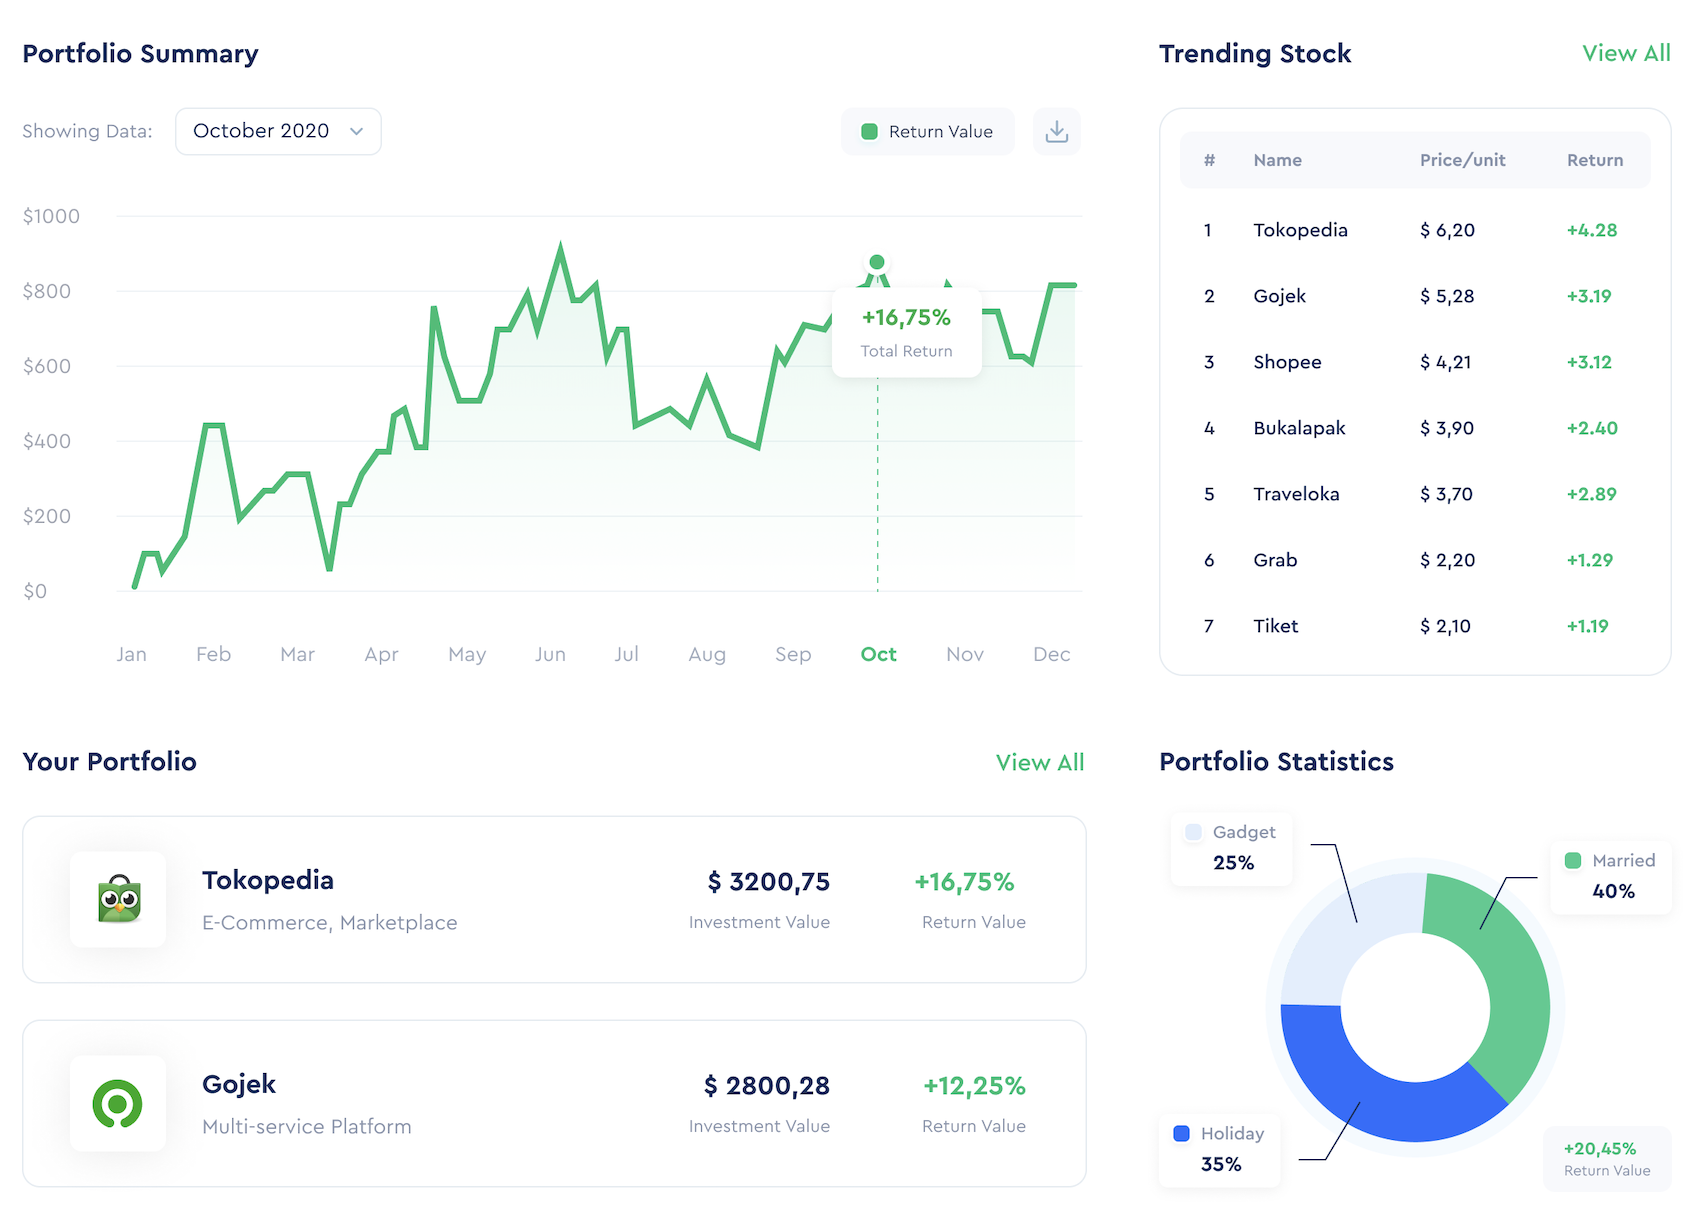 Portfolio Summary
Showing Data:
October 2020
Return Value
$1000
$800
$600
$400
$200
$0
+16,75%
Total Return
Jan Feb Mar Apr May Jun Jul Aug Sep Oct Nov Dec
Trending Stock
View All
# Name Price/unit Return
1 Tokopedia $ 6,20 +4.28
2 Gojek $ 5,28 +3.19
3 Shopee $ 4,21 +3.12
4 Bukalapak $ 3,90 +2.40
5 Traveloka $ 3,70 +2.89
6 Grab $ 2,20 +1.29
7 Tiket $ 2,10 +1.19
Your Portfolio
View All
Tokopedia
E-Commerce, Marketplace
$ 3200,75
Investment Value
+16,75%
Return Value
Gojek
Multi-service Platform
$ 2800,28
Investment Value
+12,25%
Return Value
Portfolio Statistics
Gadget
25%
Married
40%
Holiday
35%
+20,45%
Return Value